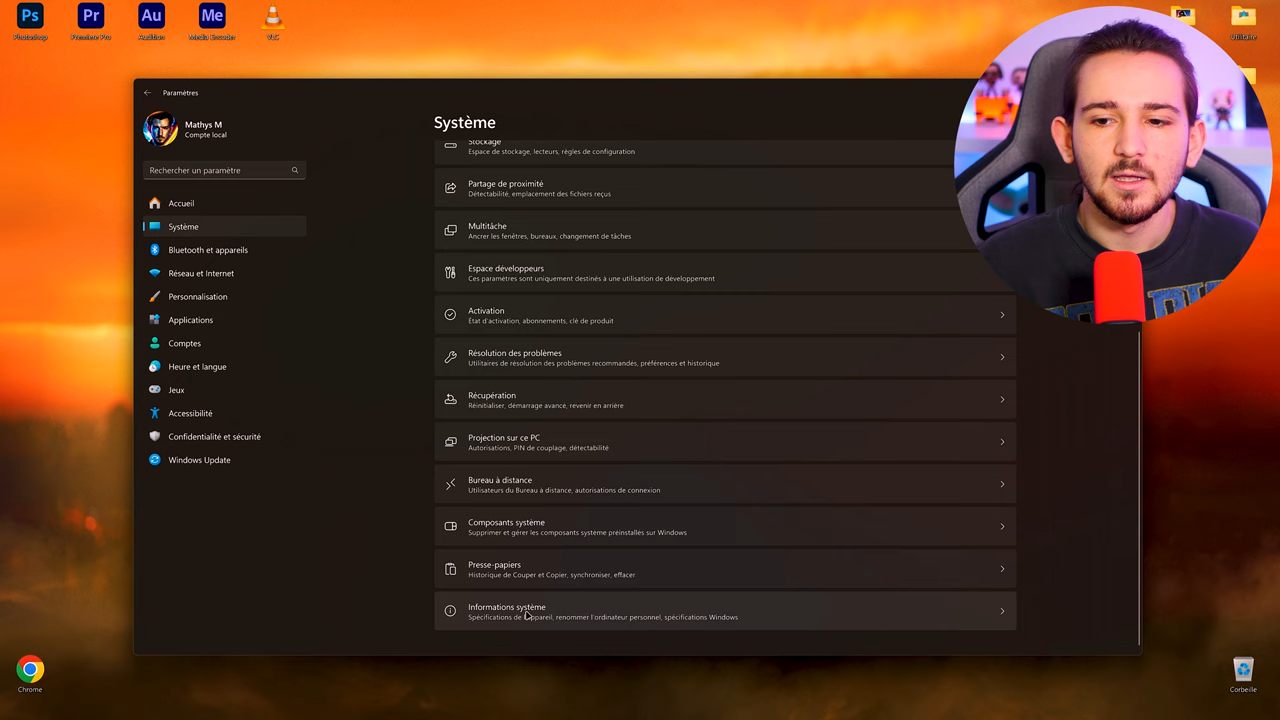 Ps
Pr
Au
Me
Photoshop
Premiere Pro
Audition
Media Encoder
VLC
Utilitaire
Paramètres
Mathys M
Compte local
Rechercher un paramètre
Accueil
Système
Bluetooth et appareils
Réseau et Internet
Personnalisation
Applications
Comptes
Heure et langue
Jeux
Accessibilité
Confidentialité et sécurité
Windows Update
Système
Stockage
Espace de stockage, lecteurs, règles de configuration
Partage de proximité
Détectabilité, emplacement des fichiers reçus
Multitâche
Ancrer les fenêtres, bureaux, changement de tâches
Espace développeurs
Ces paramètres sont uniquement destinés à une utilisation de développement
Activation
État d'activation, abonnements, clé de produit
Résolution des problèmes
Utilitaires de résolution des problèmes recommandés, préférences et historique
Récupération
Réinitialiser, démarrage avancé, revenir en arrière
Projection sur ce PC
Autorisations, PIN de couplage, détectabilité
Bureau à distance
Utilisateurs du Bureau à distance, autorisations de connexion
Composants système
Supprimer et gérer les composants système préinstallés sur Windows
Presse-papiers
Historique de Couper et Copier, synchroniser, effacer
Informations système
Spécifications de l'appareil, renommer l'ordinateur personnel, spécifications Windows
Chrome
Corbeille